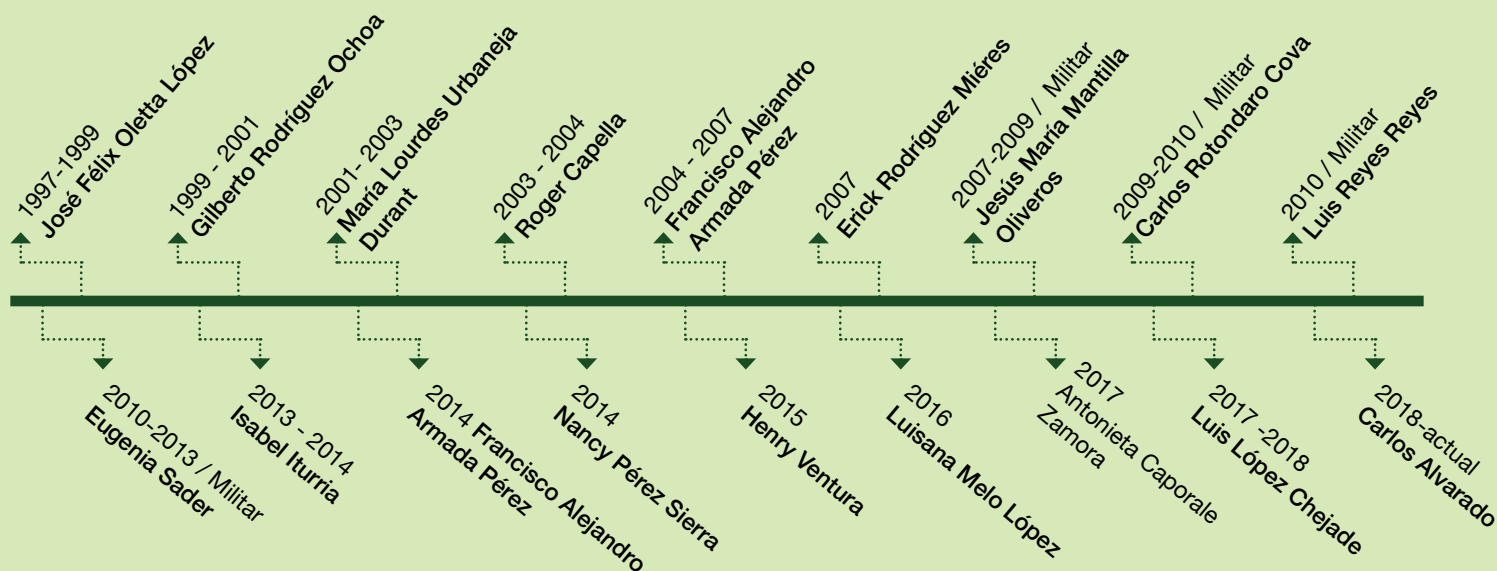 1997-1999
José Félix Oletta López
1999 - 2001
Gilberto Rodríguez Ochoa
2001- 2003
María Lourdes Urbaneja
Durant
2003 - 2004
Roger Capella
2004 - 2007
Francisco Alejandro
Armada Pérez
2007
Erick Rodríguez Miéres
2007-2009 / Militar
Jesús María Mantilla
Oliveros
2009-2010 / Militar
Carlos Rotondaro Cova
2010 / Militar
Luis Reyes Reyes
2010-2013 / Militar
Eugenia Sader
2013 - 2014
Isabel Iturria
2014 Francisco Alejandro
Armada Pérez
2014
Nancy Pérez Sierra
2015
Henry Ventura
2016
Luisana Melo López
2017
Antonieta Caporale
Zamora
2017 -2018
Luis López Chejade
2018-actual
Carlos Alvarado